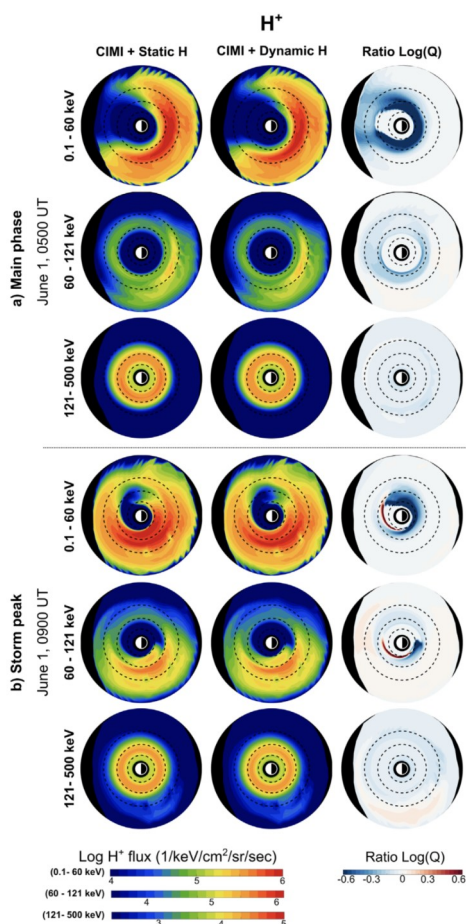 H+
CIMI + Static H
CIMI + Dynamic H
Ratio Log(Q)
a) Main phase
June 1, 0500 UT
0.1 - 60 keV
60 - 121 keV
121- 500 keV
b) Storm peak
June 1, 0900 UT
0.1 - 60 keV
60 - 121 keV
121- 500 keV
Log H+ flux (1/keV/cm2/sr/sec)
(0.1- 60 keV)
4 5 6
(60 - 121 keV)
4 5
(121- 500 keV)
3 4 5
Ratio Log(Q)
-0.6 -0.3 0 0.3 0.6